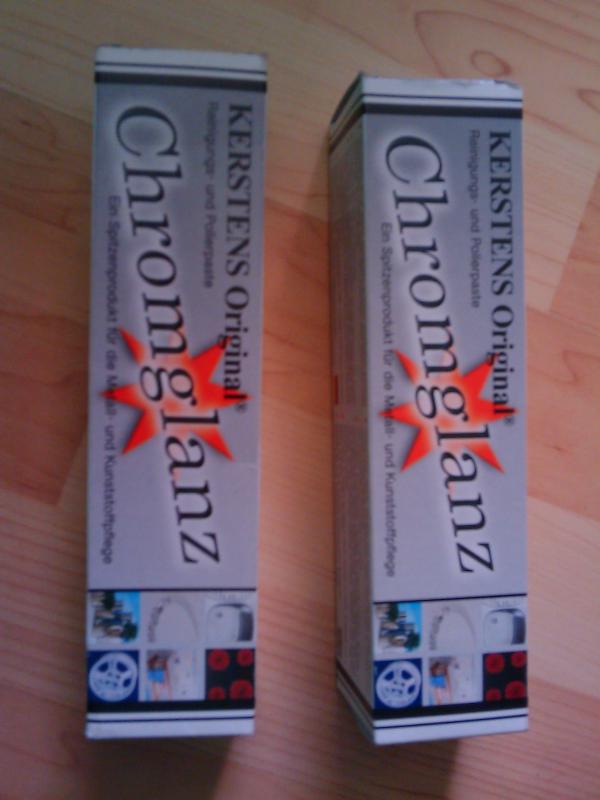 KERSTENS Original®
Reinigungs- und Polierpaste
Chromglanz
Ein Spitzenprodukt für die Metall- und Kunststoffpflege
KERSTENS Original®
Reinigungs- und Polierpaste
Chromglanz
Ein Spitzenprodukt für die Metall- und Kunststoffpflege